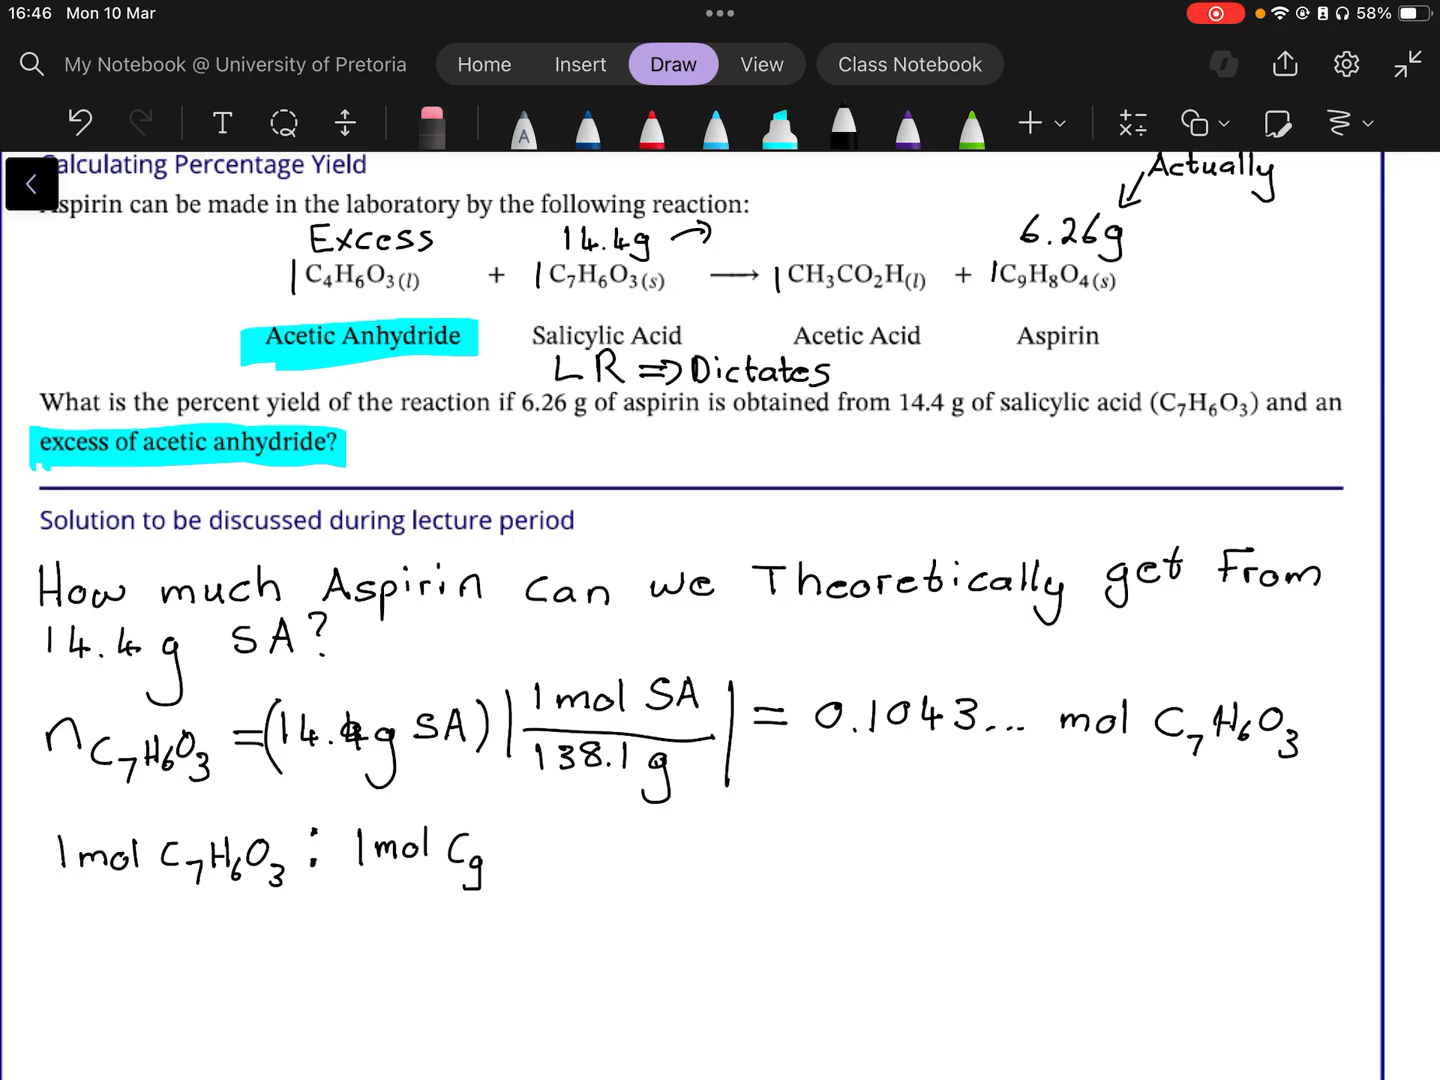 16:46 Mon 10 Mar 58%
My Notebook @ University of Pretoria Home Insert Draw View Class Notebook
T A
Calculating Percentage Yield
Actually
Aspirin can be made in the laboratory by the following reaction:
Excess 14.4g → 6.26g
1 C₄H₆O₃(l) + 1 C₇H₆O₃(s) ⟶ 1 CH₃CO₂H(l) + 1 C₉H₈O₄(s)
Acetic Anhydride Salicylic Acid Acetic Acid Aspirin
LR ⇒ Dictates
What is the percent yield of the reaction if 6.26 g of aspirin is obtained from 14.4 g of salicylic acid (C₇H₆O₃) and an
excess of acetic anhydride?
Solution to be discussed during lecture period
How much Aspirin can we Theoretically get From
14.4g SA?
n C₇H₆O₃ = (14.4g SA) | 1 mol SA / 138.1 g | = 0.1043... mol C₇H₆O₃
1 mol C₇H₆O₃ : 1 mol C₉